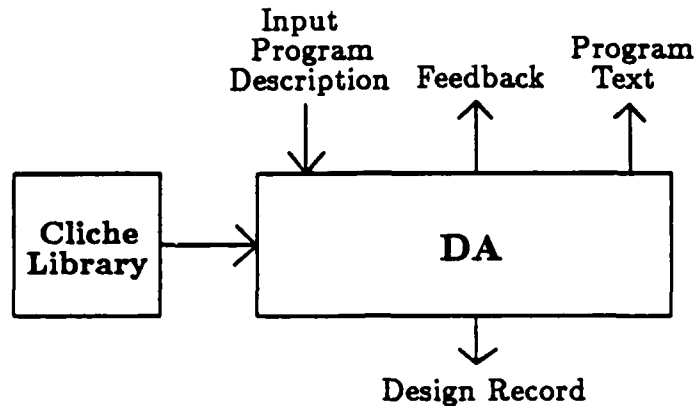 Input
Program
Description
Feedback
Program
Text
Cliche
Library
DA
Design Record